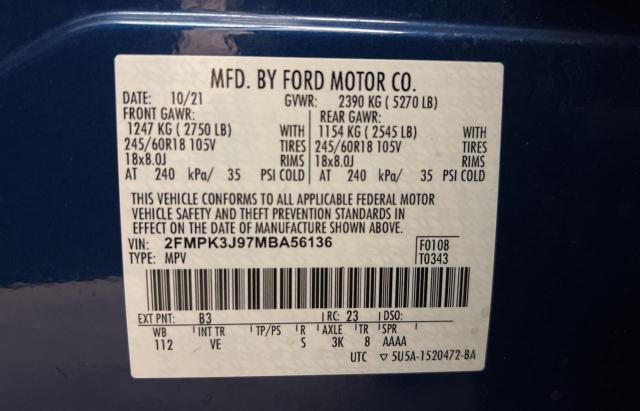 MFD. BY FORD MOTOR CO.
DATE: 10/21 GVWR: 2390 KG ( 5270 LB)
FRONT GAWR: REAR GAWR:
1247 KG ( 2750 LB) WITH 1154 KG ( 2545 LB) WITH
245/60R18 105V TIRES 245/60R18 105V TIRES
18x8.0J RIMS 18x8.0J RIMS
AT 240 kPa/ 35 PSI COLD AT 240 kPa/ 35 PSI COLD
THIS VEHICLE CONFORMS TO ALL APPLICABLE FEDERAL MOTOR
VEHICLE SAFETY AND THEFT PREVENTION STANDARDS IN
EFFECT ON THE DATE OF MANUFACTURE SHOWN ABOVE.
VIN: 2FMPK3J97MBA56136 F0108
TYPE: MPV T0343
EXT PNT: B3 RC: 23 DSO:
WB INT TR TP/PS R AXLE TR SPR
112 VE S 3K 8 AAAA
UTC ▽ 5U5A-1520472-BA